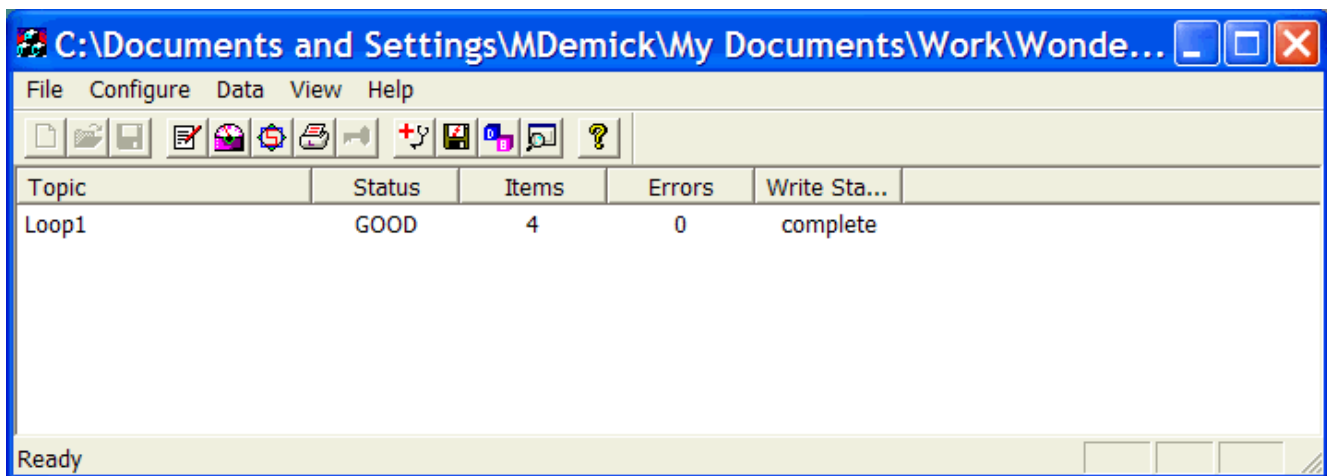 C:\Documents and Settings\MDemick\My Documents\Work\Wonde...
File Configure Data View Help
Topic Status Items Errors Write Sta...
Loop1 GOOD 4 0 complete
Ready